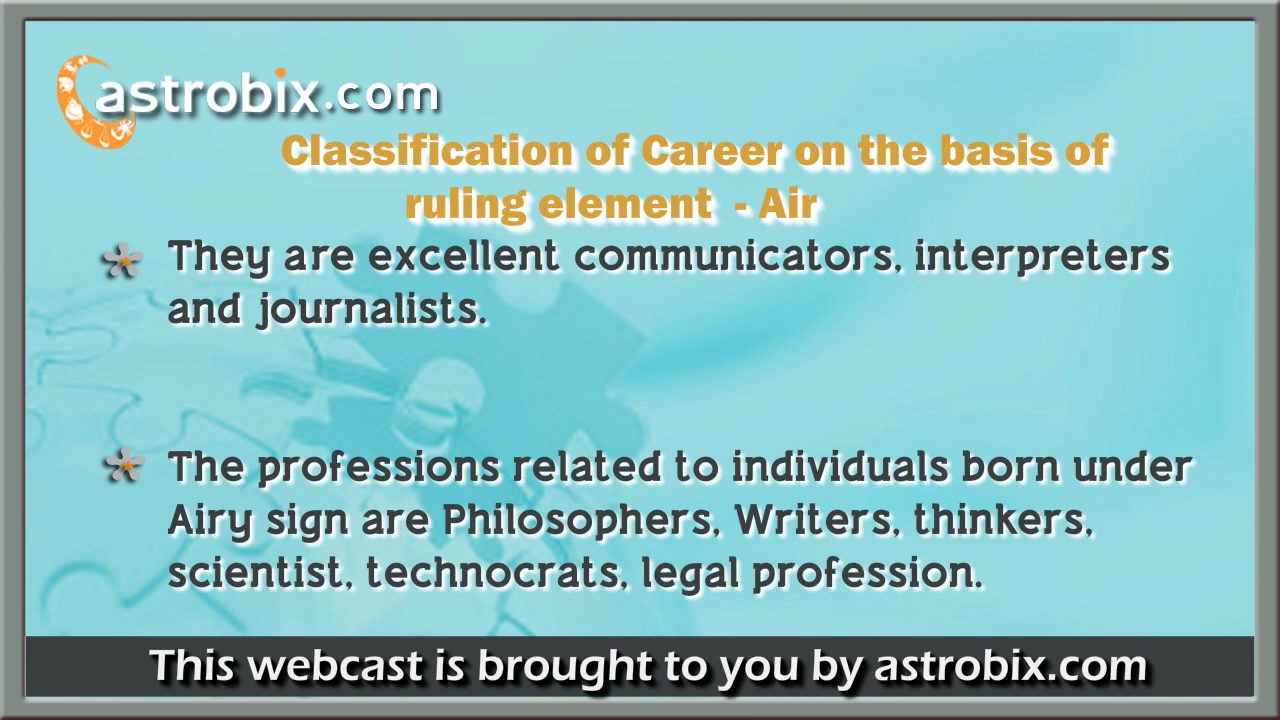 astrobix.com
Classification of Career on the basis of
ruling element - Air
They are excellent communicators, interpreters
and journalists.
The professions related to individuals born under
Airy sign are Philosophers, Writers, thinkers,
scientist, technocrats, legal profession.
This webcast is brought to you by astrobix.com